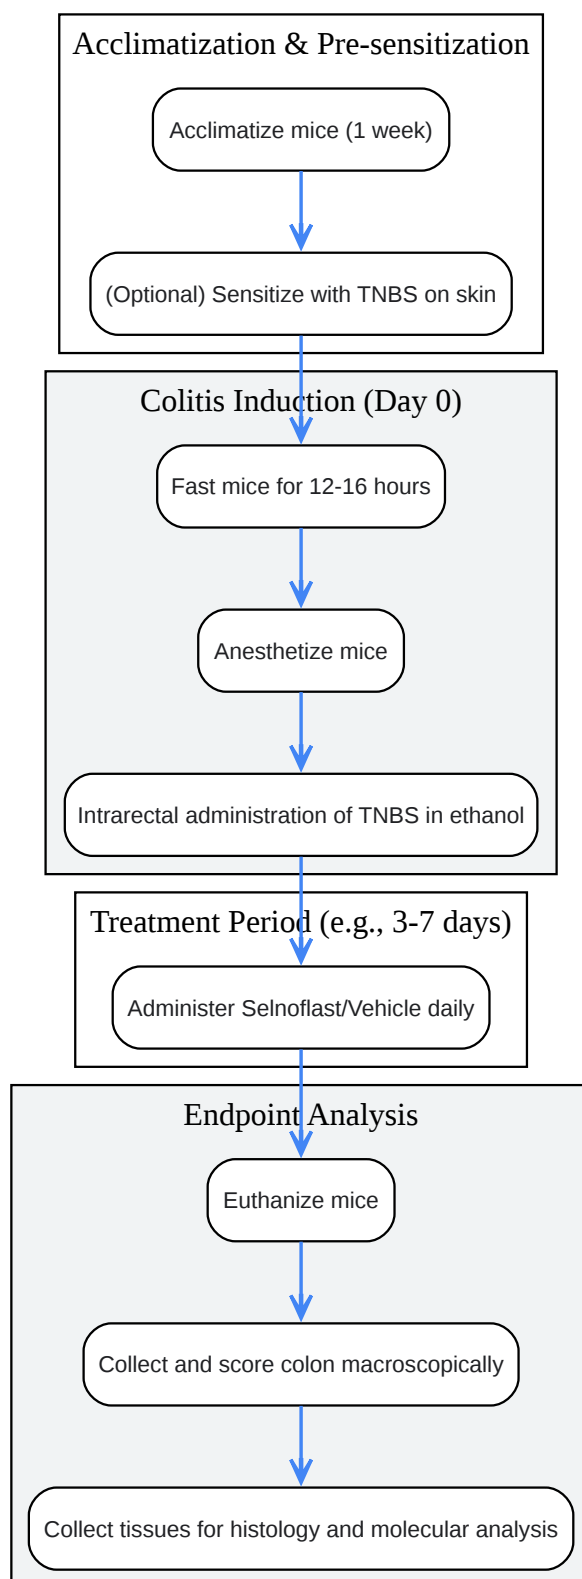 Acclimatization & Pre-sensitization
Acclimatize mice (1 week)
(Optional) Sensitize with TNBS on skin
Colitis Induction (Day 0)
Fast mice for 12-16 hours
Anesthetize mice
Intrarectal administration of TNBS in ethanol
Treatment Period (e.g., 3-7 days)
Administer Selnoflast/Vehicle daily
Endpoint Analysis
Euthanize mice
Collect and score colon macroscopically
Collect tissues for histology and molecular analysis